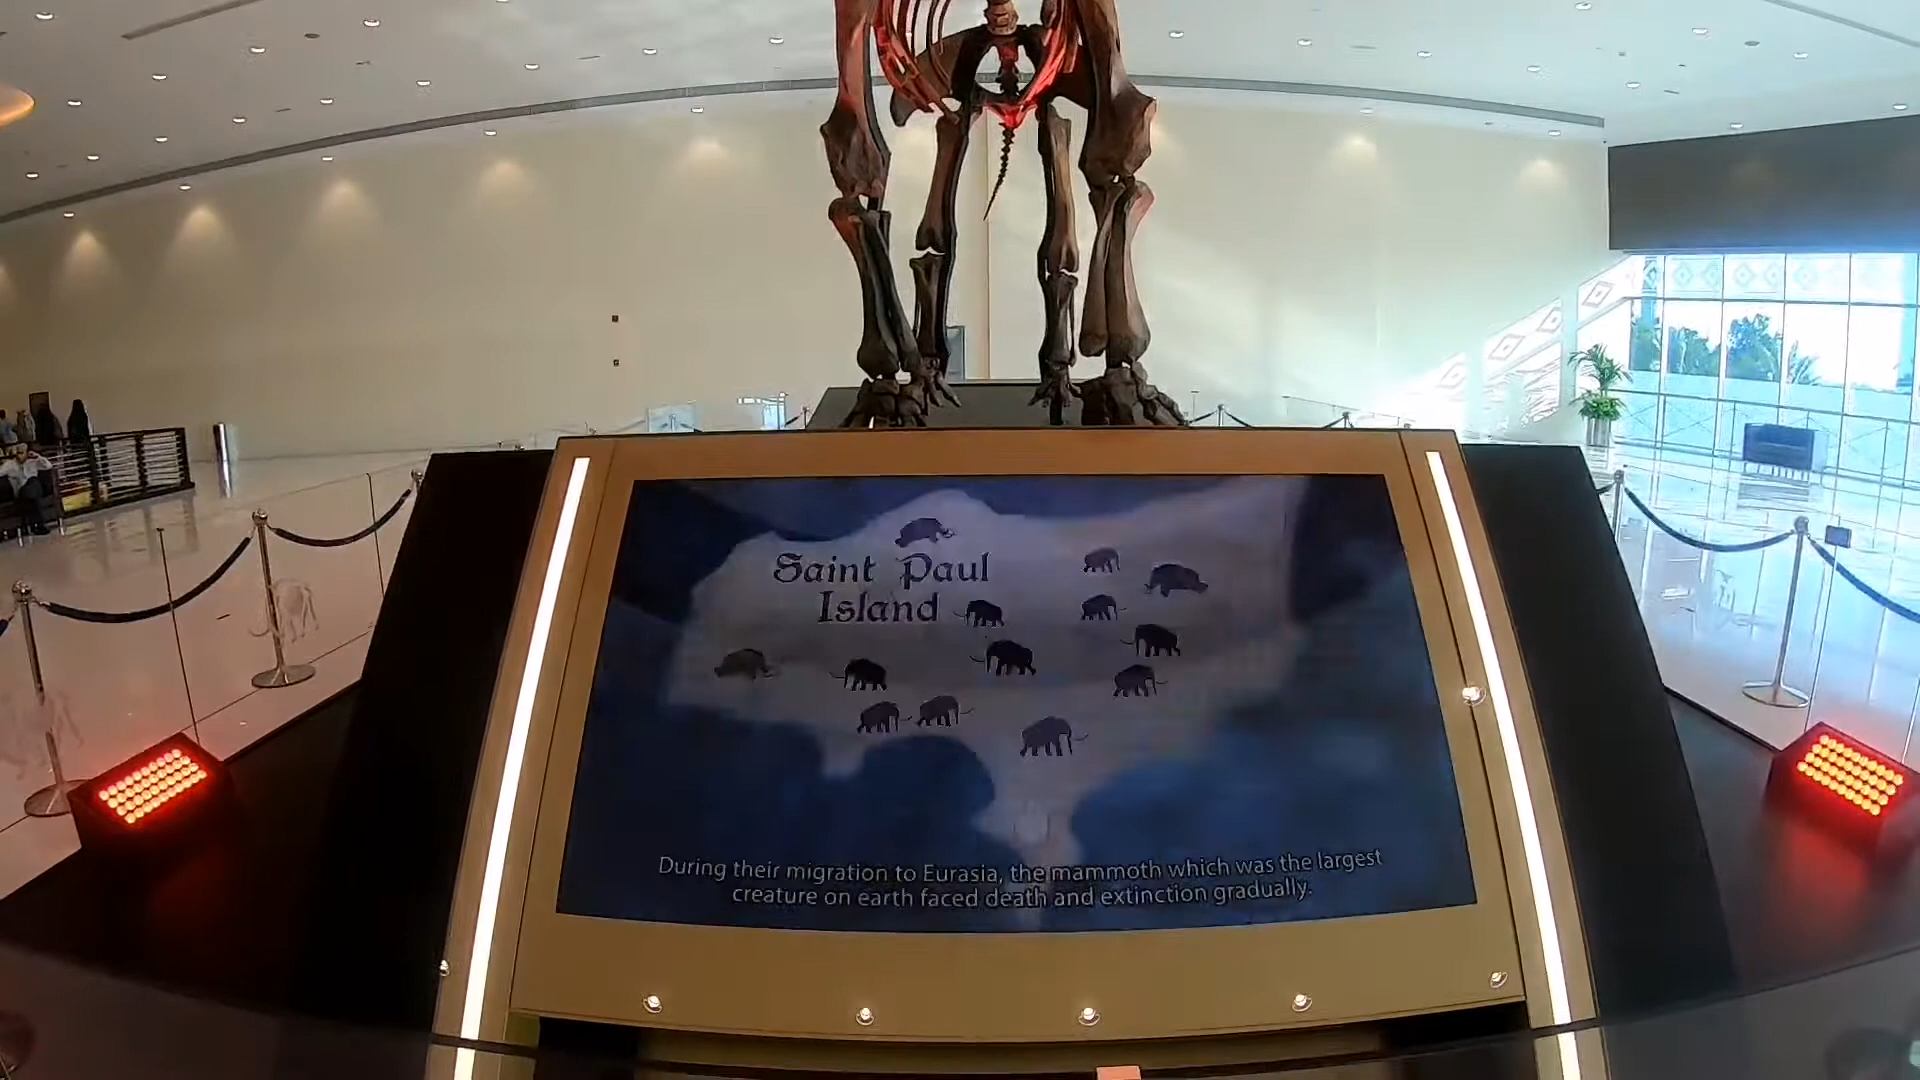 Saint Paul
Island
During their migration to Eurasia, the mammoth which was the largest
creature on earth faced death and extinction gradually.